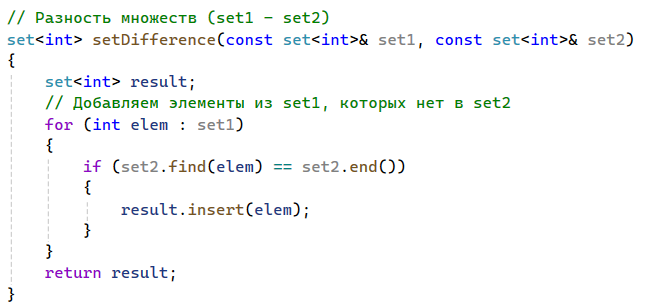 // Разность множеств (set1 - set2)
set<int> setDifference(const set<int>& set1, const set<int>& set2)
{
    set<int> result;
    // Добавляем элементы из set1, которых нет в set2
    for (int elem : set1)
    {
        if (set2.find(elem) == set2.end())
        {
            result.insert(elem);
        }
    }
    return result;
}